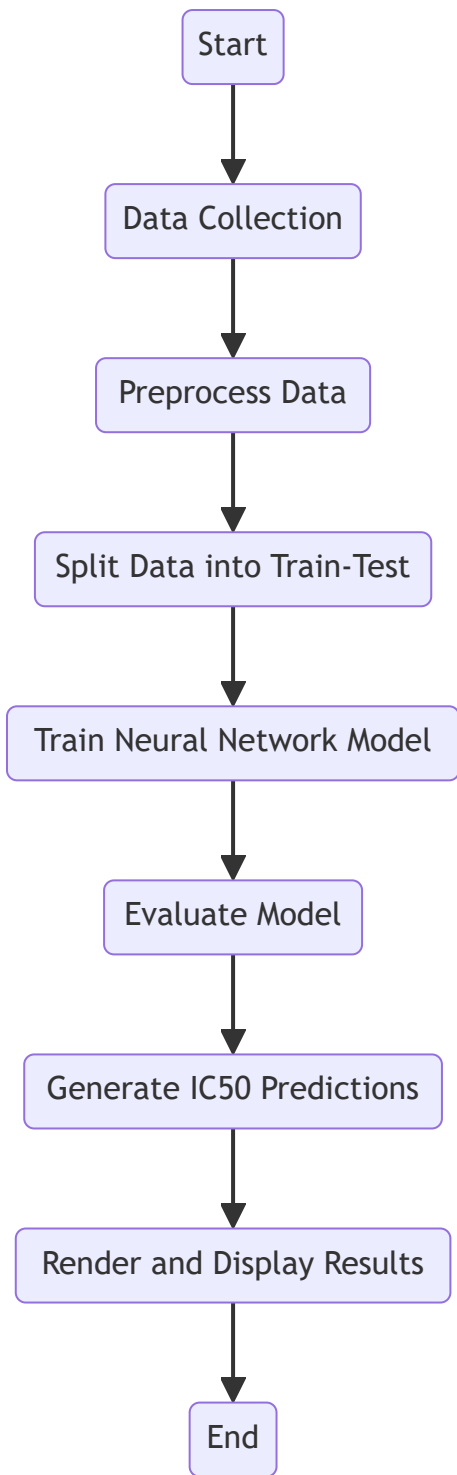 Start
Data Collection
Preprocess Data
Split Data into Train-Test
Train Neural Network Model
Evaluate Model
Generate IC50 Predictions
Render and Display Results
End